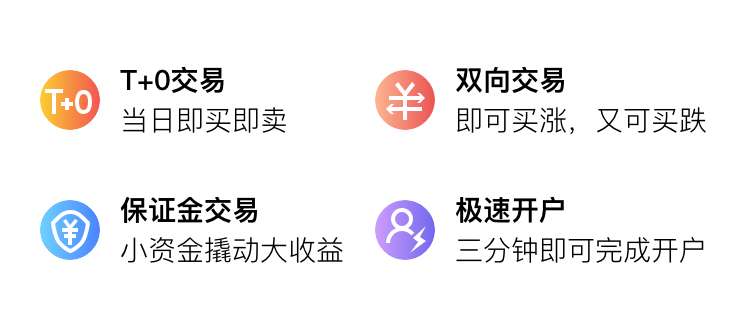 T+0
T+0交易
当日即买即卖
双向交易
即可买涨，又可买跌
保证金交易
小资金撬动大收益
极速开户
三分钟即可完成开户